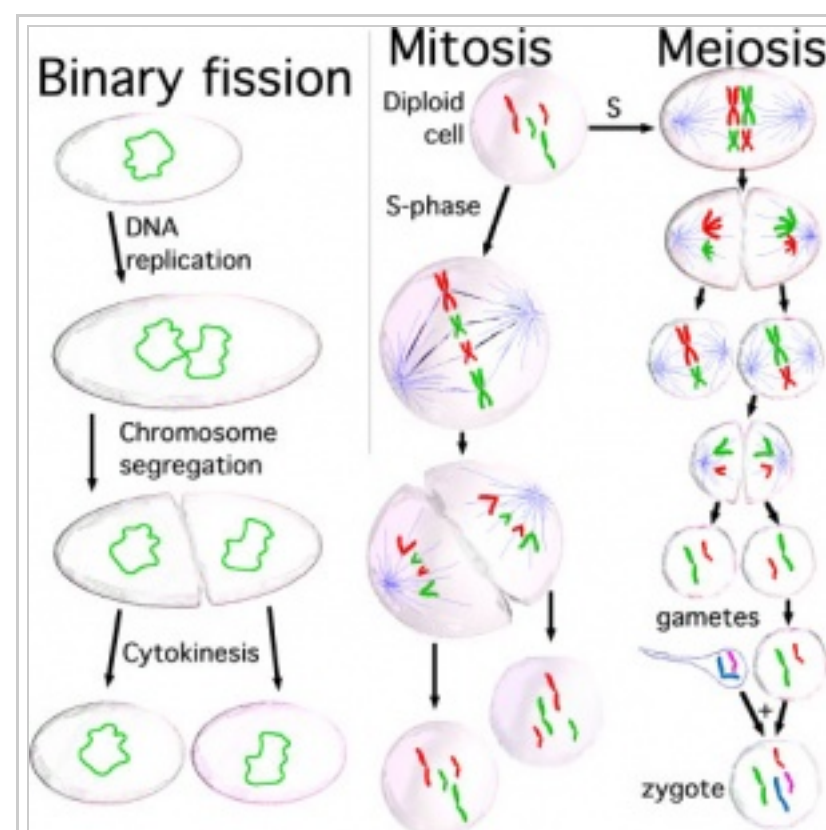 Binary fission
DNA
replication
Chromosome
segregation
Cytokinesis
Mitosis
Diploid
cell
S-phase
S
Meiosis
gametes
+
zygote